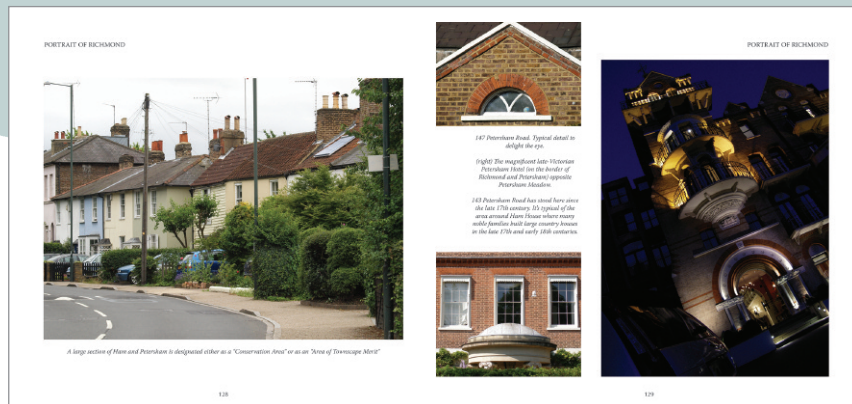 PORTRAIT OF RICHMOND
A large section of Ham and Petersham is designated either as a "Conservation Area" or as an "Area of Townscape Merit"
128
PORTRAIT OF RICHMOND
147 Petersham Road. Typical detail to
delight the eye.
(right) The magnificent late-Victorian
Petersham Hotel (on the border of
Richmond and Petersham) opposite
Petersham Meadow.
143 Petersham Road has stood here since
the late 17th century. It's typical of the
area around Ham House where many
noble families built large country houses
in the late 17th and early 18th centuries.
129